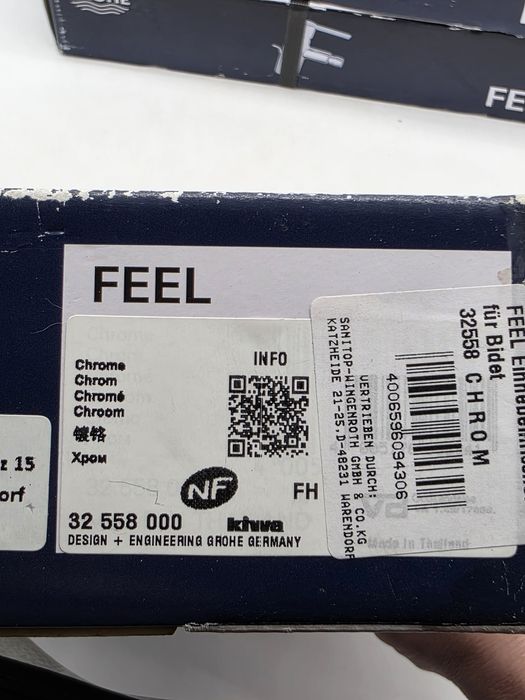 FE
FEEL
Chrome
Chrom
Chromé
Chroom
镀铬
Хром
INFO
NF
FH
32 558 000
kiwa
DESIGN + ENGINEERING GROHE GERMANY
z 15
orf
FEEL
für Bidet
32558 CHROM
4006596094306
VERTRIEBEN DURCH:
SANITOP-WINGENROTH GMBH & CO.KG
KATZHEIDE 21-25,D-48231 WARENDORF
Made in Thailand